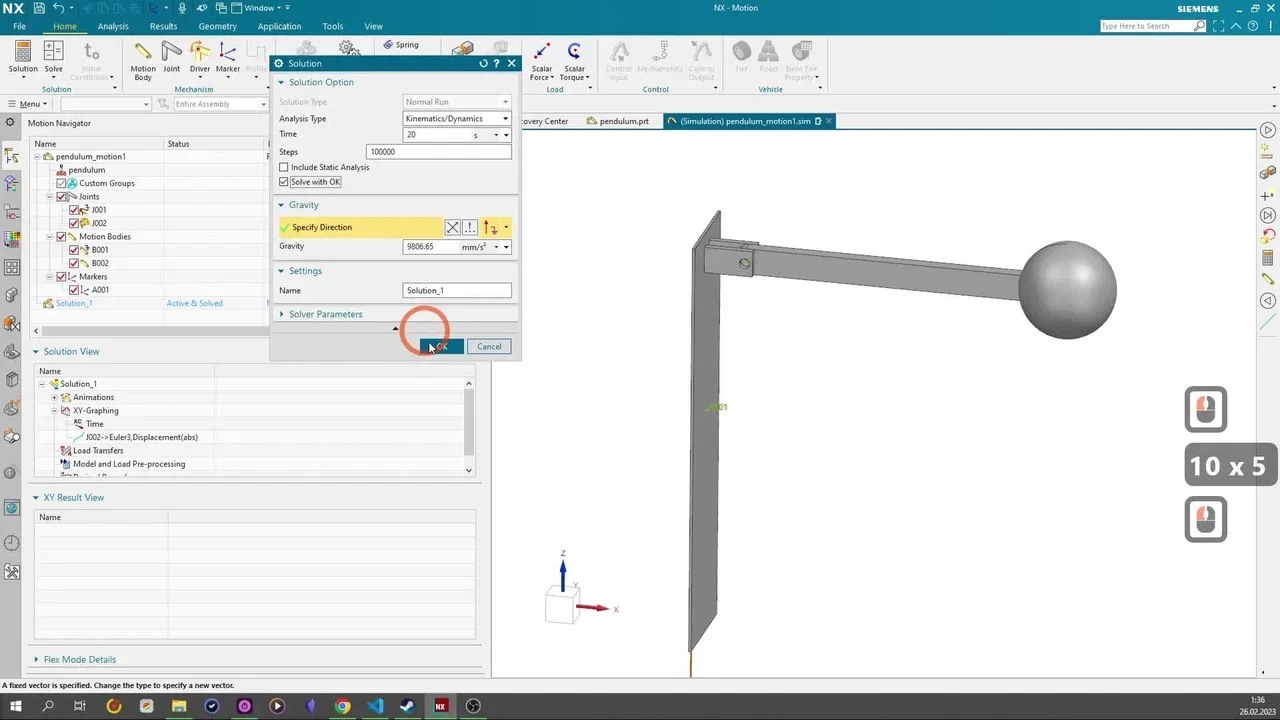 NX
Window
NX - Motion
SIEMENS
File
Home
Analysis
Results
Geometry
Application
Tools
View
Type Here to Search
Solution
Solve
Initial
Condition
Motion
Body
Joint
Driver
Marker
Profile
Spring
Scalar
Force
Scalar
Torque
Control
Input
Mechatronics
Control
Output
Tire
Road
Base Tire
Property
Solution
Mechanism
Load
Control
Vehicle
Menu
Entire Assembly
Solution
Motion Navigator
Name
Status
pendulum_motion1
pendulum
Custom Groups
Joints
J001
J002
Motion Bodies
B001
B002
Markers
A001
Solution_1
Active & Solved
Solution Option
Solution Type
Normal Run
Analysis Type
Kinematics/Dynamics
Time
20
s
Steps
100000
Include Static Analysis
Solve with OK
Gravity
Specify Direction
Gravity
9806.65
mm/s²
Settings
Name
Solution_1
Solver Parameters
OK
Cancel
overy Center
pendulum.prt
(Simulation) pendulum_motion1.sim
Solution View
Name
Solution_1
Animations
XY-Graphing
Time
J002->Euler3,Displacement(abs)
Load Transfers
Model and Load Pre-processing
XY Result View
Name
Flex Mode Details
Z
Y
X
10 x 5
A fixed vector is specified. Change the type to specify a new vector.
NX
1:36
26.02.2023